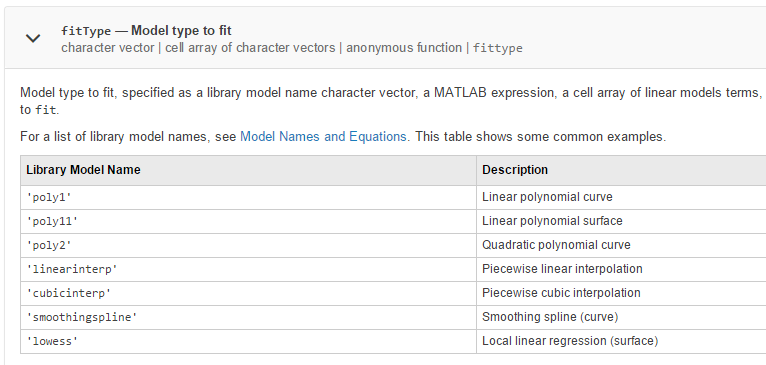 fitType — Model type to fit
character vector | cell array of character vectors | anonymous function | fittype
Model type to fit, specified as a library model name character vector, a MATLAB expression, a cell array of linear models terms,
to fit.
For a list of library model names, see Model Names and Equations. This table shows some common examples.
Library Model Name Description
'poly1' Linear polynomial curve
'poly11' Linear polynomial surface
'poly2' Quadratic polynomial curve
'linearinterp' Piecewise linear interpolation
'cubicinterp' Piecewise cubic interpolation
'smoothingspline' Smoothing spline (curve)
'lowess' Local linear regression (surface)